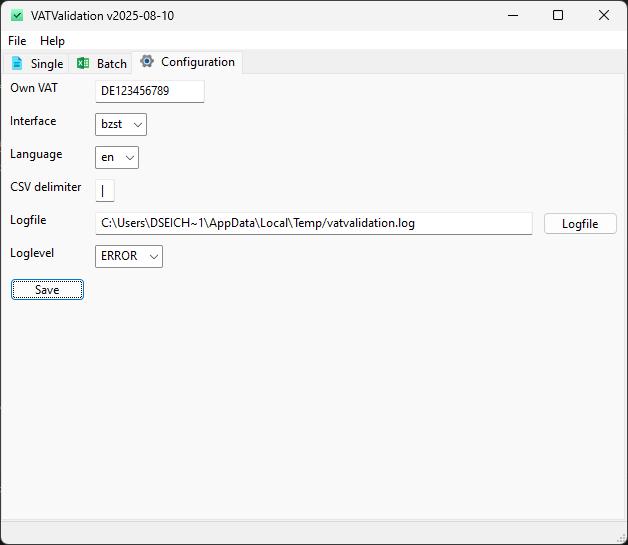 VATValidation v2025-08-10
File Help
Single Batch Configuration
Own VAT DE123456789
Interface bzst
Language en
CSV delimiter |
Logfile C:\Users\DSEICH~1\AppData\Local\Temp/vatvalidation.log Logfile
Loglevel ERROR
Save